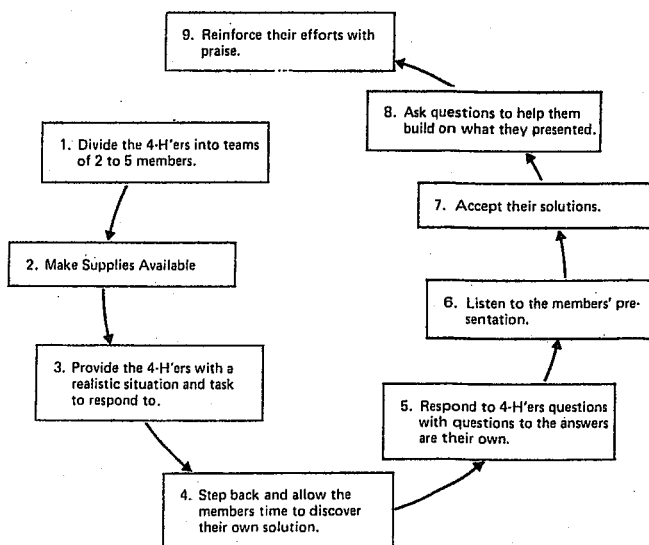 1. Divide the 4-H'ers into teams
of 2 to 5 members.
2. Make Supplies Available
3. Provide the 4-H'ers with a
realistic situation and task
to respond to.
4. Step back and allow the
members time to discover
their own solution.
5. Respond to 4-H'ers questions
with questions to the answers
are their own.
6. Listen to the members' pre-
sentation.
7. Accept their solutions.
8. Ask questions to help them
build on what they presented.
9. Reinforce their efforts with
praise.